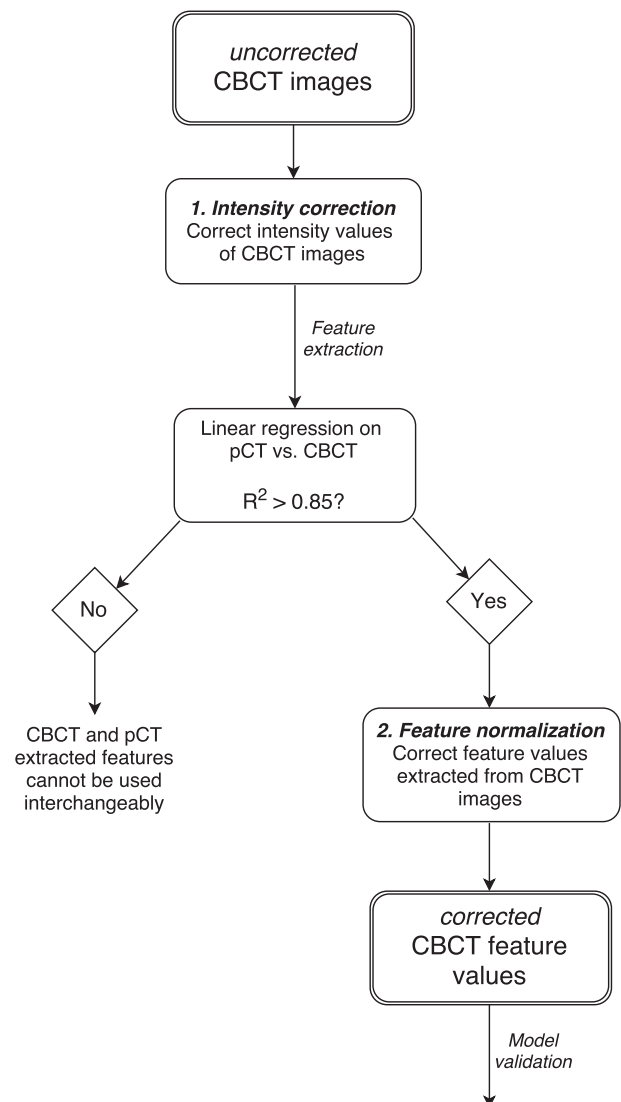 uncorrected
CBCT images
1. Intensity correction
Correct intensity values
of CBCT images
Feature
extraction
Linear regression on
pCT vs. CBCT
R² > 0.85?
No
Yes
CBCT and pCT
extracted features
cannot be used
interchangeably
2. Feature normalization
Correct feature values
extracted from CBCT
images
corrected
CBCT feature
values
Model
validation